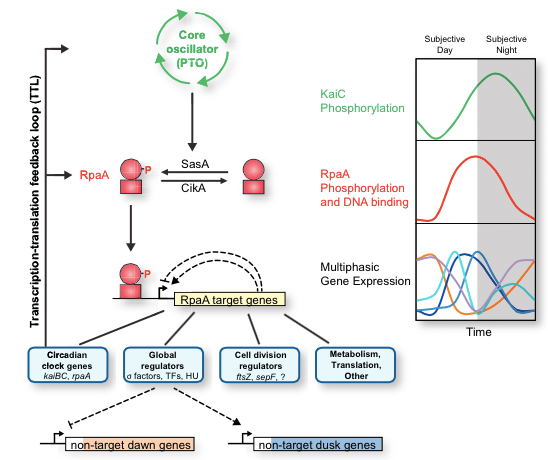 Core
oscillator
(PTO)
Transcription-translation feedback loop (TTL)
RpaA
P
SasA
CikA
P
RpaA target genes
Circadian
clock genes
kaiBC, rpaA
Global
regulators
σ factors, TFs, HU
Cell division
regulators
ftsZ, sepF, ?
Metabolism,
Translation,
Other
non-target dawn genes
non-target dusk genes
Subjective
Day
Subjective
Night
KaiC
Phosphorylation
RpaA
Phosphorylation
and DNA binding
Multiphasic
Gene Expression
Time